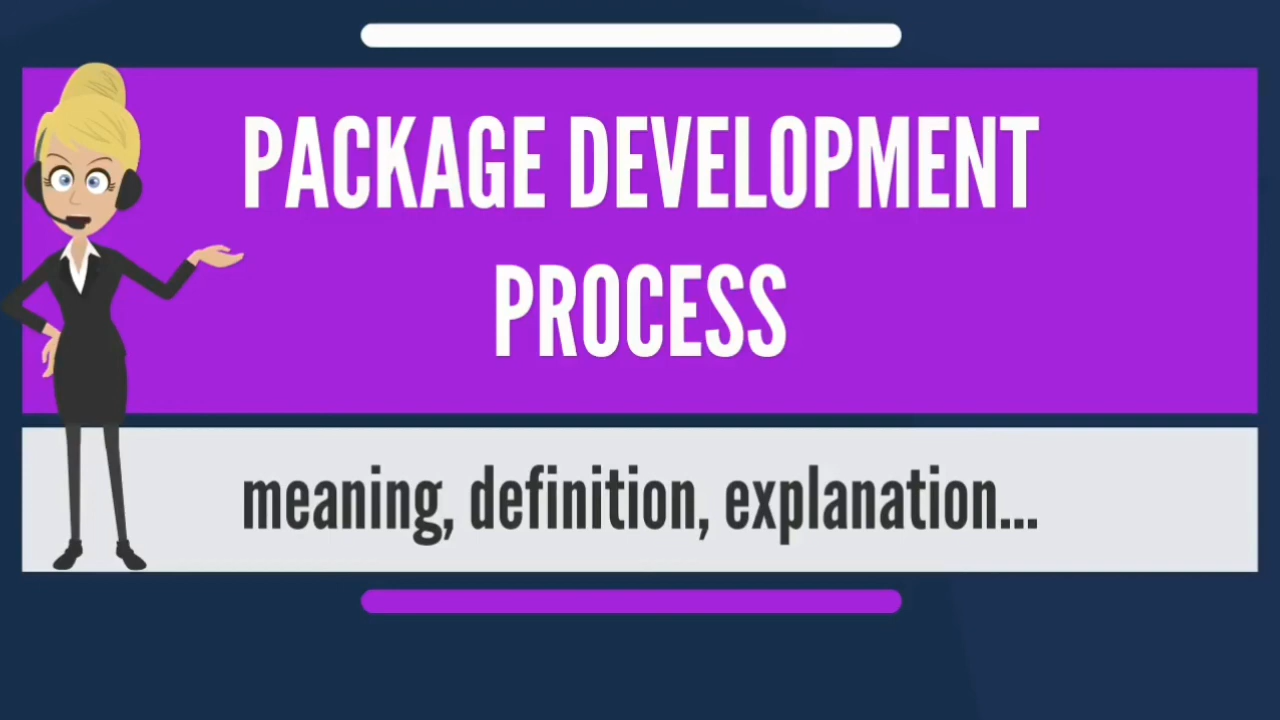 PACKAGE DEVELOPMENT
PROCESS
meaning, definition, explanation...